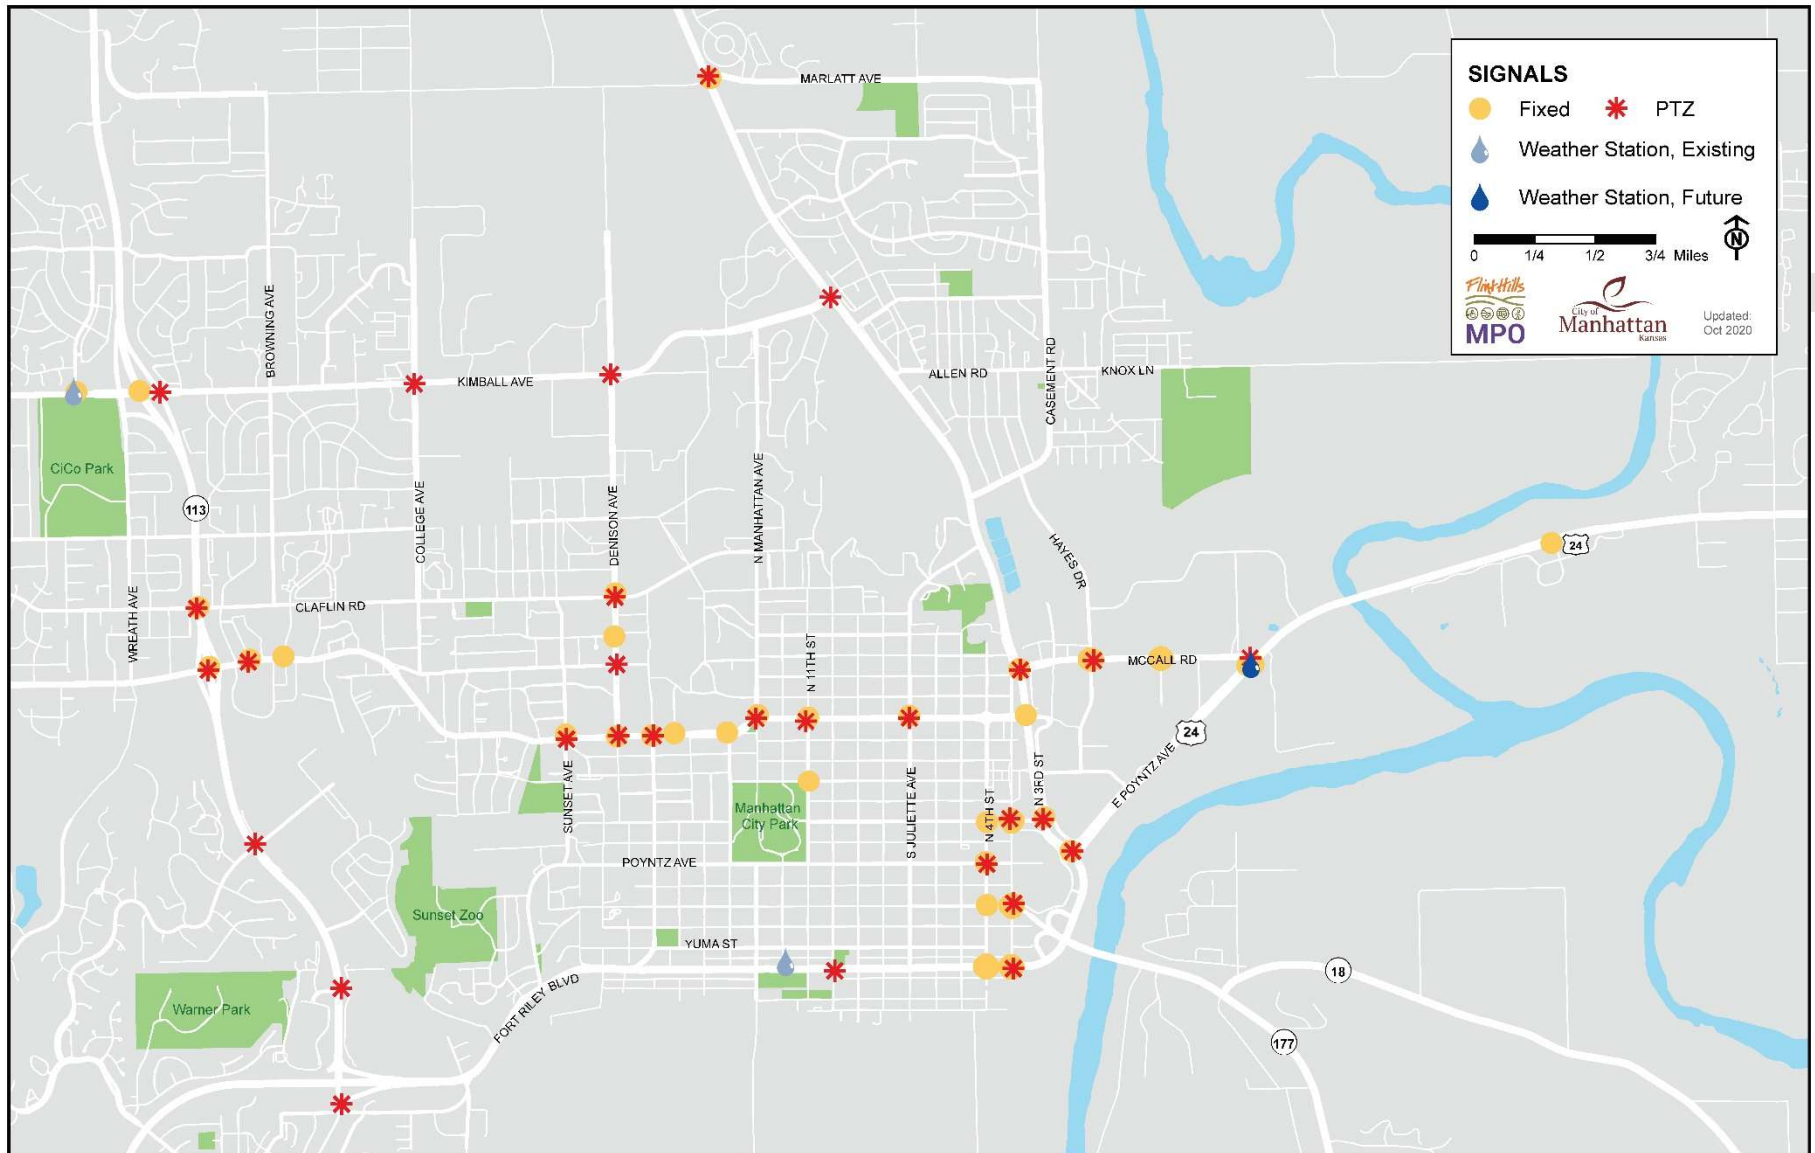 MARLATT AVE
SIGNALS
Fixed
PTZ
Weather Station, Existing
Weather Station, Future
N
0 1/4 1/2 3/4 Miles
Flint Hills
MPO
City of
Manhattan
Kansas
Updated:
Oct 2020
BROWNING AVE
KIMBALL AVE
ALLEN RD
KNOX LN
CASEMENT RD
CiCo Park
113
COLLEGE AVE
DENISON AVE
N MANHATTAN AVE
HAYES DR
24
WREATH AVE
CLAFLIN RD
N 11TH ST
MCCALL RD
24
E POYNTZ AVE
SUNSET AVE
Manhattan
City Park
S JULIETTE AVE
N 4TH ST
N 3RD ST
POYNTZ AVE
Sunset Zoo
YUMA ST
FORT RILEY BLVD
Warner Park
18
177